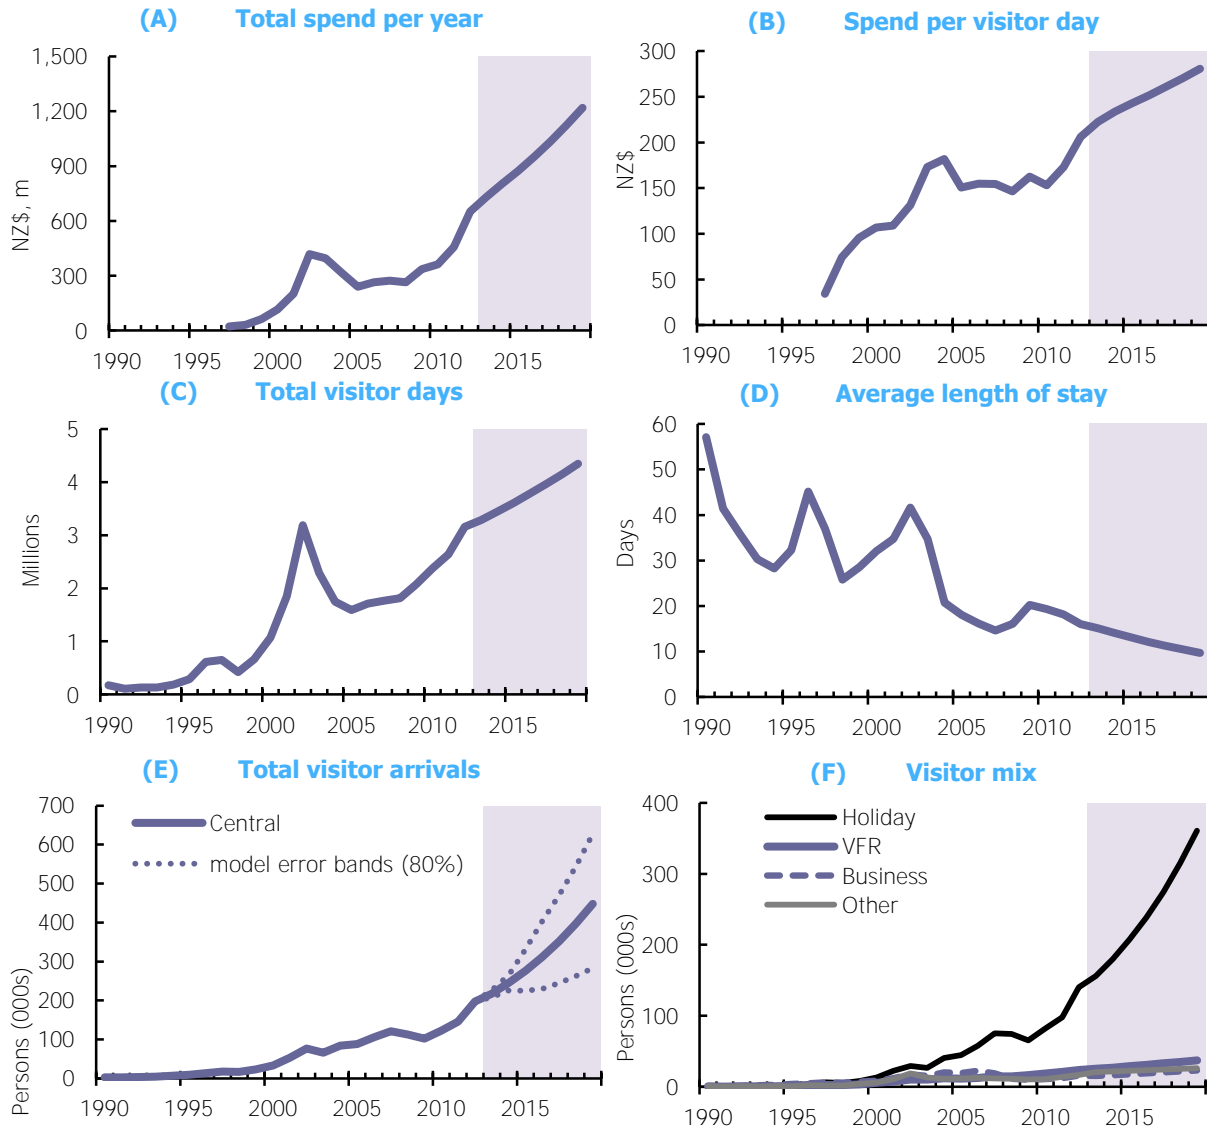 (A) Total spend per year
1,500
1,200
900
600
300
0
NZ$, m
1990 1995 2000 2005 2010 2015
(B) Spend per visitor day
300
250
200
150
100
50
0
NZ$
1990 1995 2000 2005 2010 2015
(C) Total visitor days
5
4
3
2
1
0
Millions
1990 1995 2000 2005 2010 2015
(D) Average length of stay
60
50
40
30
20
10
0
Days
1990 1995 2000 2005 2010 2015
(E) Total visitor arrivals
700
600
500
400
300
200
100
0
Persons (000s)
Central
model error bands (80%)
1990 1995 2000 2005 2010 2015
(F) Visitor mix
400
300
200
100
0
Persons (000s)
Holiday
VFR
Business
Other
1990 1995 2000 2005 2010 2015